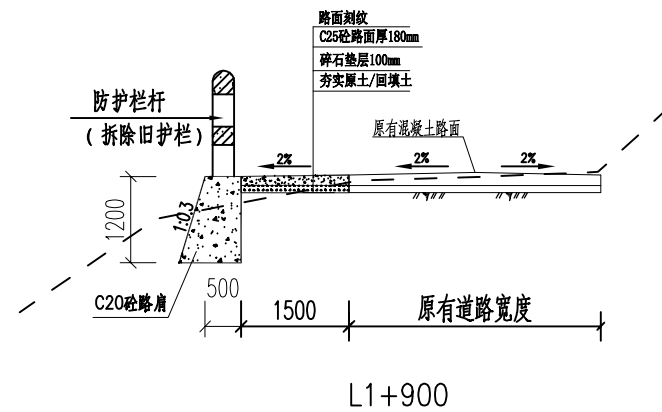 路面刻纹
C25砼路面厚180mm
碎石垫层100mm
夯实原土/回填土
防护栏杆
(拆除旧护栏)
原有混凝土路面
2%
2%
2%
1200
1:0.3
C20砼路肩
500
1500
原有道路宽度
L1+900